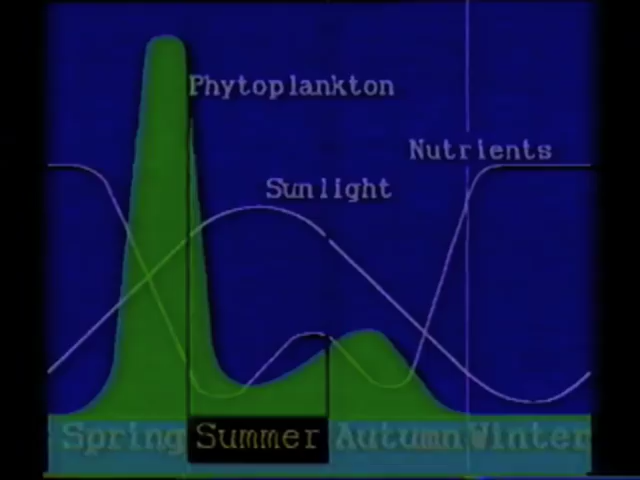 Phytoplankton
Nutrients
Sunlight
Spring Summer Autumn Winter